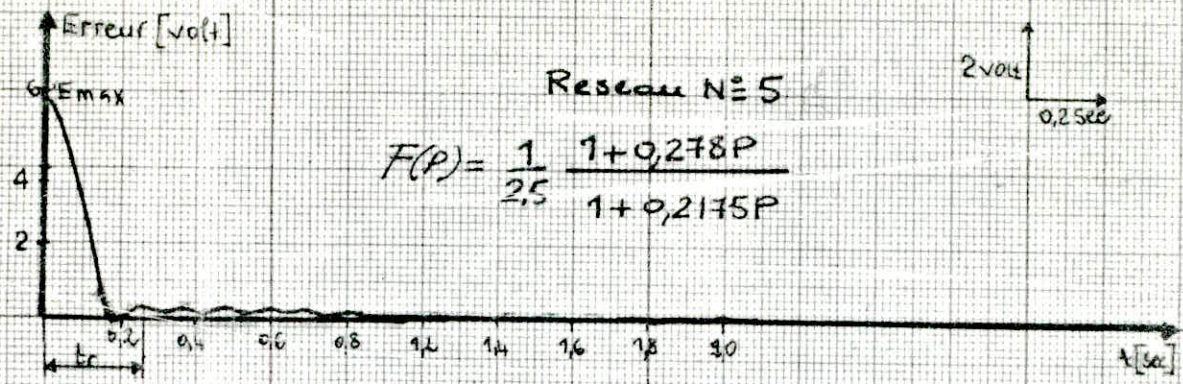 Erreur [volt]
6 Emax
4
2
Reseau N° 5
F(P) = 1/2,5 (1+0,278P)/(1+0,2175P)
2 volt
0,2 sec
0,2 0,4 0,6 0,8 1,2 1,4 1,6 1,8 2,0
tr
t [sec]